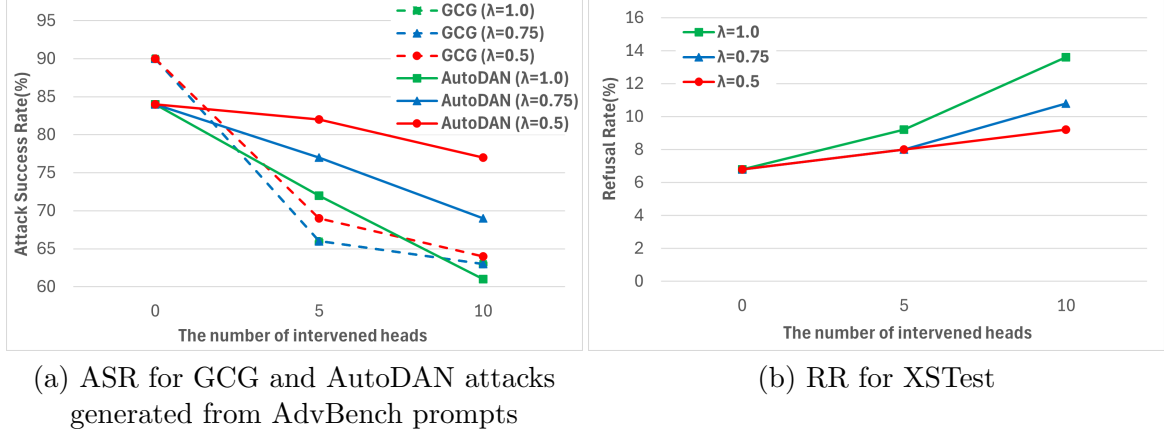 95
90
85
80
75
70
65
60
Attack Success Rate(%)
GCG (λ=1.0)
GCG (λ=0.75)
GCG (λ=0.5)
AutoDAN (λ=1.0)
AutoDAN (λ=0.75)
AutoDAN (λ=0.5)
0 5 10
The number of intervened heads
(a) ASR for GCG and AutoDAN attacks
generated from AdvBench prompts
16
14
12
10
8
6
4
2
0
Refusal Rate(%)
λ=1.0
λ=0.75
λ=0.5
0 5 10
The number of intervened heads
(b) RR for XSTest